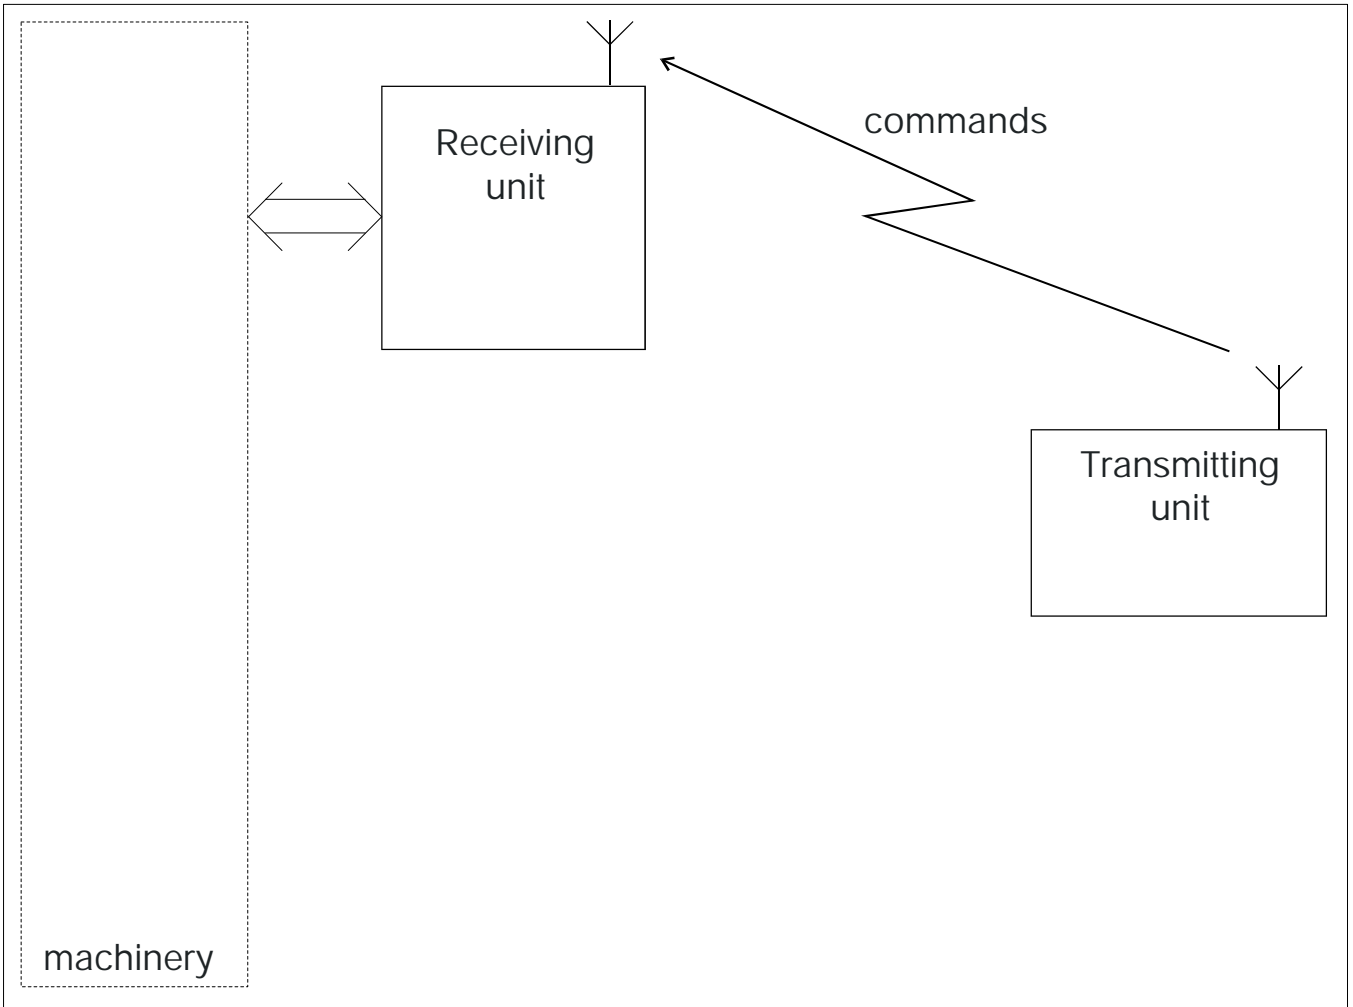 Receiving
unit
commands
Transmitting
unit
machinery